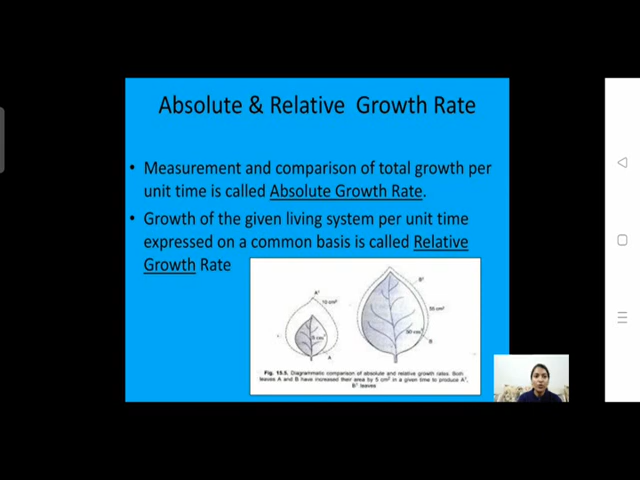 Absolute & Relative Growth Rate
• Measurement and comparison of total growth per
unit time is called Absolute Growth Rate.
• Growth of the given living system per unit time
expressed on a common basis is called Relative
Growth Rate
A¹
10 cm²
5 cm²
A
B¹
55 cm²
50 cm²
B
Fig. 15.5. Diagrammatic comparison of absolute and relative growth rates. Both
leaves A and B have increased their area by 5 cm² in a given time to produce A¹,
B¹ leaves